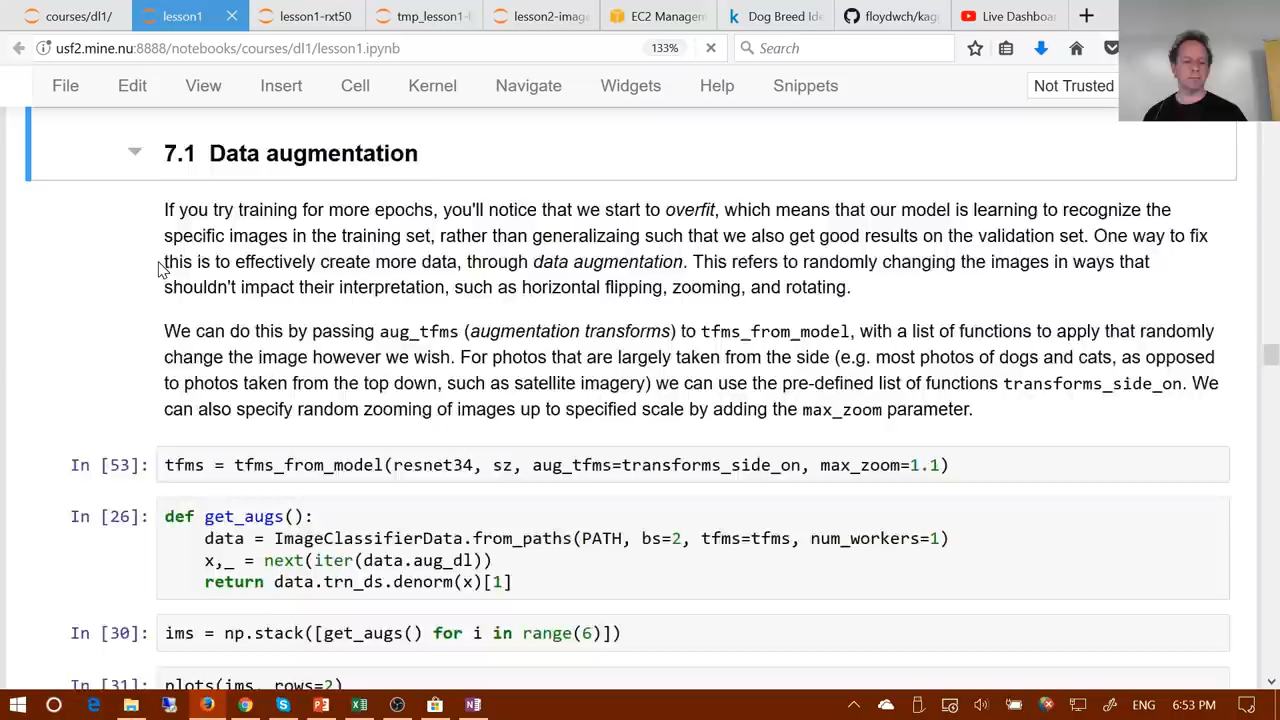 courses/dl1/ lesson1 lesson1-rxt50 tmp_lesson1- lesson2-image EC2 Managem Dog Breed Ide floydwch/kagg Live Dashboa
usf2.mine.nu:8888/notebooks/courses/dl1/lesson1.ipynb 133% Search
File Edit View Insert Cell Kernel Navigate Widgets Help Snippets Not Trusted
7.1 Data augmentation
If you try training for more epochs, you'll notice that we start to overfit, which means that our model is learning to recognize the
specific images in the training set, rather than generalizaing such that we also get good results on the validation set. One way to fix
this is to effectively create more data, through data augmentation. This refers to randomly changing the images in ways that
shouldn't impact their interpretation, such as horizontal flipping, zooming, and rotating.
We can do this by passing aug_tfms (augmentation transforms) to tfms_from_model, with a list of functions to apply that randomly
change the image however we wish. For photos that are largely taken from the side (e.g. most photos of dogs and cats, as opposed
to photos taken from the top down, such as satellite imagery) we can use the pre-defined list of functions transforms_side_on. We
can also specify random zooming of images up to specified scale by adding the max_zoom parameter.
In [53]: tfms = tfms_from_model(resnet34, sz, aug_tfms=transforms_side_on, max_zoom=1.1)
In [26]: def get_augs():
data = ImageClassifierData.from_paths(PATH, bs=2, tfms=tfms, num_workers=1)
x,_ = next(iter(data.aug_dl))
return data.trn_ds.denorm(x)[1]
In [30]: ims = np.stack([get_augs() for i in range(6)])
In [31]: plots(ims, rows=2)
ENG 6:53 PM